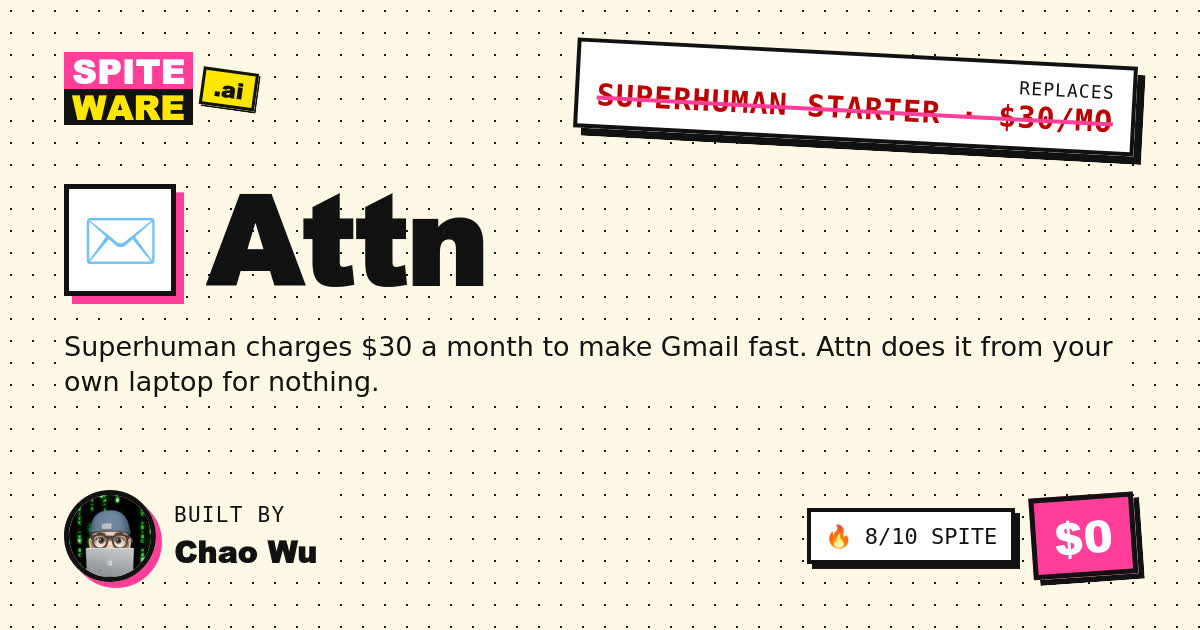 SPITE
WARE
.ai
REPLACES
SUPERHUMAN STARTER · $30/MO
Attn
Superhuman charges $30 a month to make Gmail fast. Attn does it from your
own laptop for nothing.
BUILT BY
Chao Wu
🔥 8/10 SPITE
$0